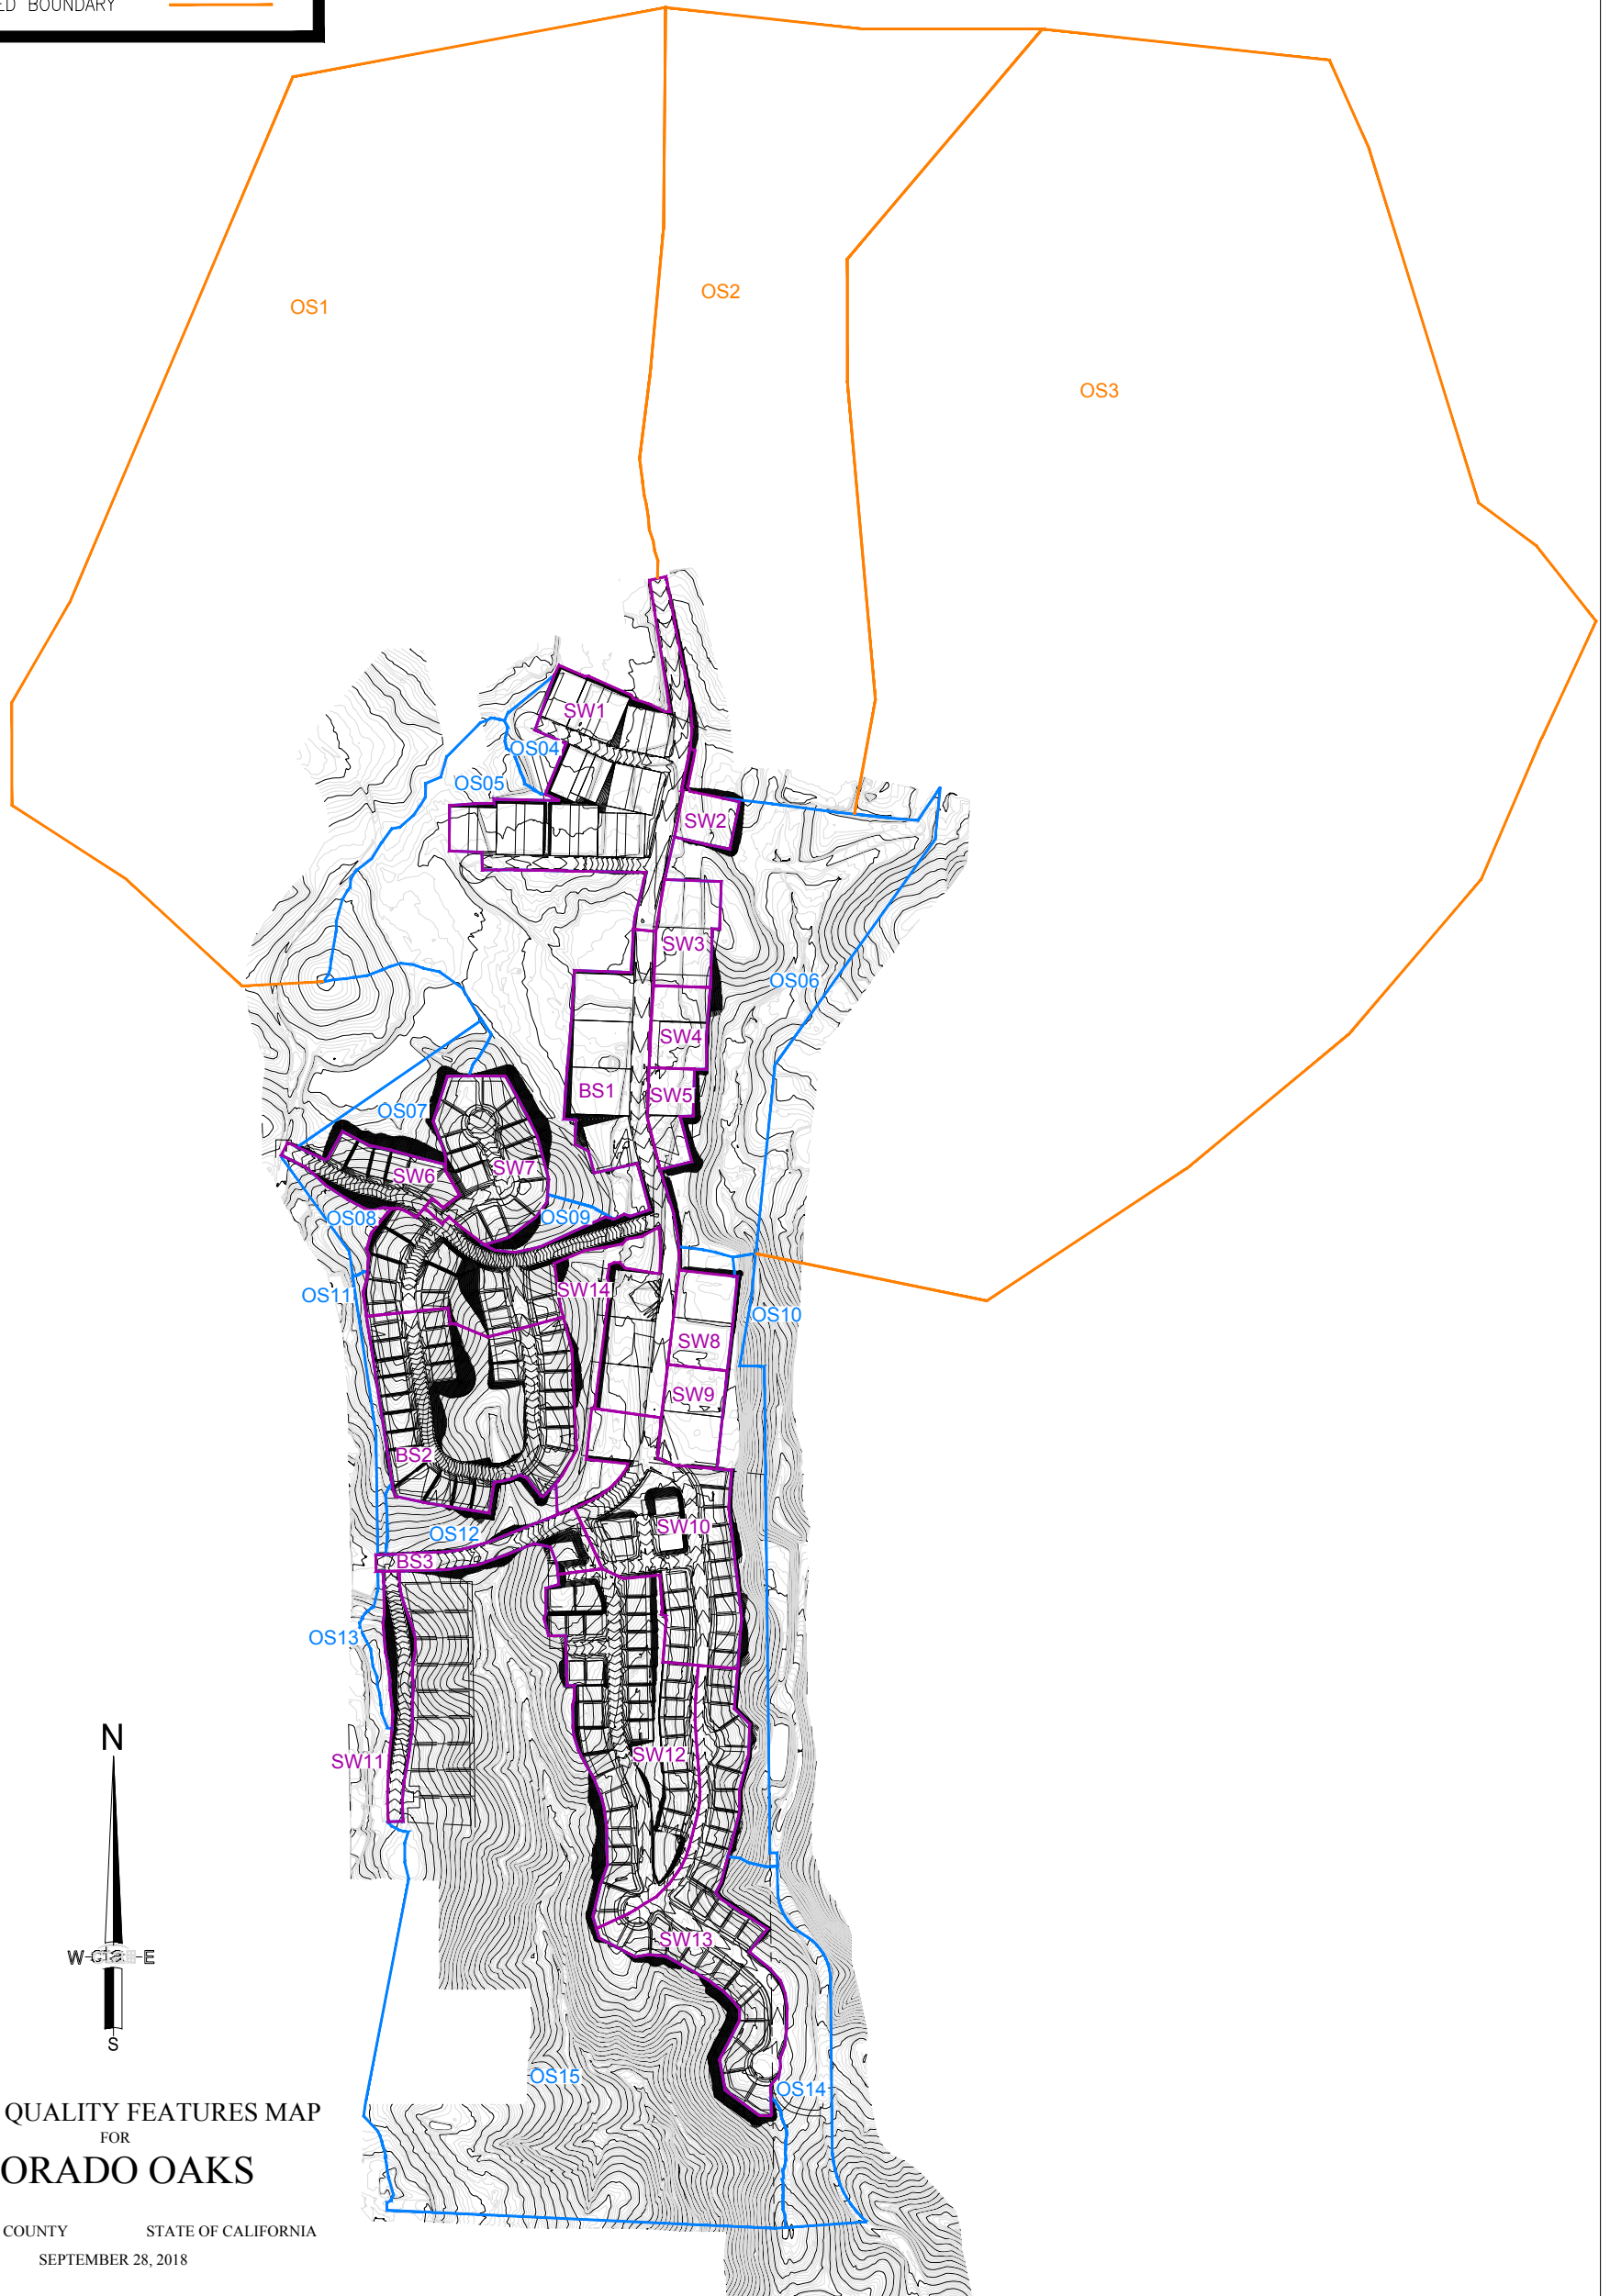 BOUNDARY
OS1
OS2
OS3
SW1
OS04
OS05
SW2
SW3
OS06
SW4
BS1
SW5
OS07
SW6
SW7
OS08
OS09
OS11
SW14
OS10
SW8
SW9
BS2
OS12
SW10
BS3
OS13
SW11
SW12
SW13
OS15
OS14
N
W
E
S
QUALITY FEATURES MAP
FOR
ORADO OAKS
COUNTY STATE OF CALIFORNIA
SEPTEMBER 28, 2018